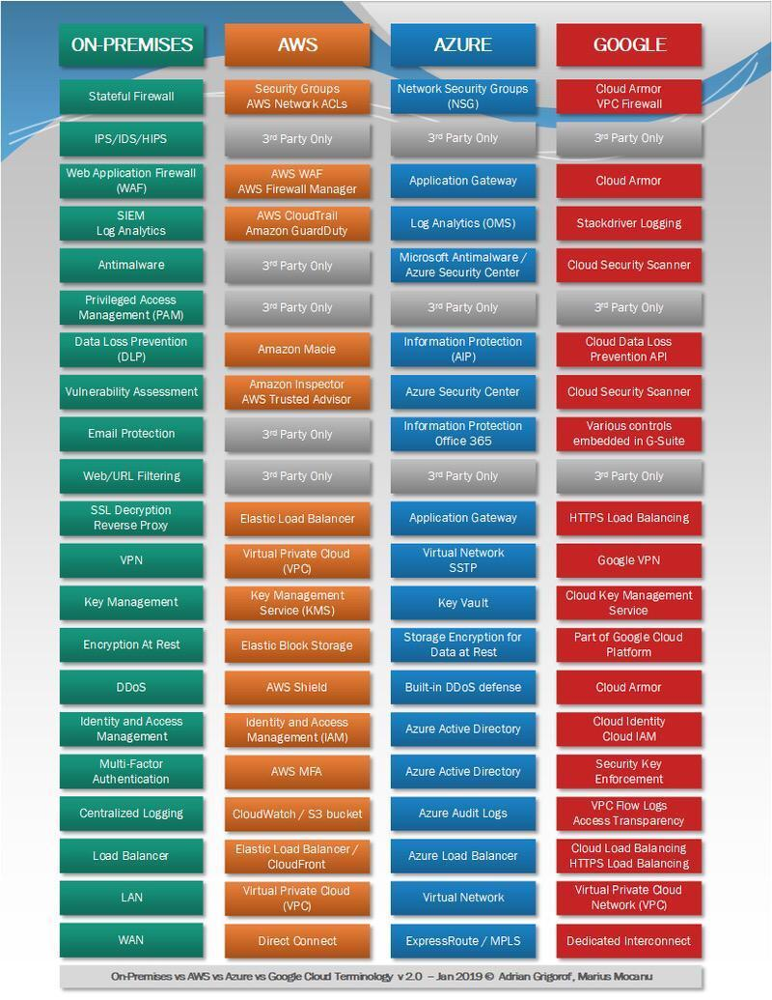 ON-PREMISES AWS AZURE GOOGLE
Stateful Firewall
Security Groups
AWS Network ACLs
Network Security Groups
(NSG)
Cloud Armor
VPC Firewall
IPS/IDS/HIPS
3rd Party Only
3rd Party Only
3rd Party Only
Web Application Firewall
(WAF)
AWS WAF
AWS Firewall Manager
Application Gateway
Cloud Armor
SIEM
Log Analytics
AWS CloudTrail
Amazon GuardDuty
Log Analytics (OMS)
Stackdriver Logging
Antimalware
3rd Party Only
Microsoft Antimalware /
Azure Security Center
Cloud Security Scanner
Privileged Access
Management (PAM)
3rd Party Only
3rd Party Only
3rd Party Only
Data Loss Prevention
(DLP)
Amazon Macie
Information Protection
(AIP)
Cloud Data Loss
Prevention API
Vulnerability Assessment
Amazon Inspector
AWS Trusted Advisor
Azure Security Center
Cloud Security Scanner
Email Protection
3rd Party Only
Information Protection
Office 365
Various controls
embedded in G-Suite
Web/URL Filtering
3rd Party Only
3rd Party Only
3rd Party Only
SSL Decryption
Reverse Proxy
Elastic Load Balancer
Application Gateway
HTTPS Load Balancing
VPN
Virtual Private Cloud
(VPC)
Virtual Network
SSTP
Google VPN
Key Management
Key Management
Service (KMS)
Key Vault
Cloud Key Management
Service
Encryption At Rest
Elastic Block Storage
Storage Encryption for
Data at Rest
Part of Google Cloud
Platform
DDoS
AWS Shield
Built-in DDoS defense
Cloud Armor
Identity and Access
Management
Identity and Access
Management (IAM)
Azure Active Directory
Cloud Identity
Cloud IAM
Multi-Factor
Authentication
AWS MFA
Azure Active Directory
Security Key
Enforcement
Centralized Logging
CloudWatch / S3 bucket
Azure Audit Logs
VPC Flow Logs
Access Transparency
Load Balancer
Elastic Load Balancer /
CloudFront
Azure Load Balancer
Cloud Load Balancing
HTTPS Load Balancing
LAN
Virtual Private Cloud
(VPC)
Virtual Network
Virtual Private Cloud
Network (VPC)
WAN
Direct Connect
ExpressRoute / MPLS
Dedicated Interconnect
On-Premises vs AWS vs Azure vs Google Cloud Terminology v 2.0 – Jan 2019 © Adrian Grigorof, Marius Mocanu